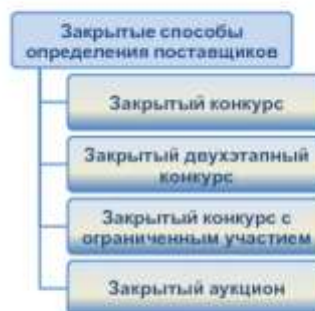 Закрытые способы
определения поставщиков
Закрытый конкурс
Закрытый двухэтапный
конкурс
Закрытый конкурс с
ограниченным участием
Закрытый аукцион